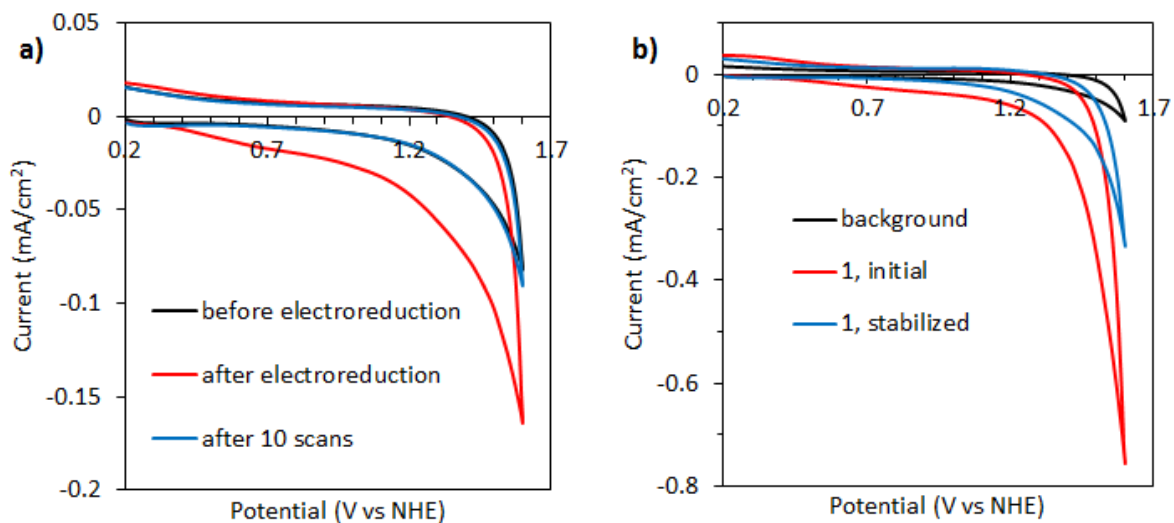 a)
0.05
0
-0.05
-0.1
-0.15
-0.2
0.2
0.7
1.2
1.7
Current (mA/cm²)
Potential (V vs NHE)
before electroreduction
after electroreduction
after 10 scans
b)
0
-0.2
-0.4
-0.6
-0.8
0.2
0.7
1.2
1.7
Current (mA/cm²)
Potential (V vs NHE)
background
1, initial
1, stabilized